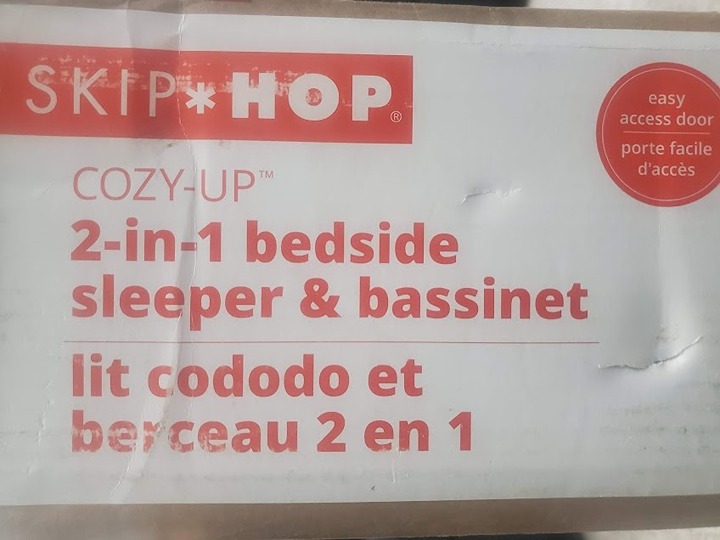 SKIP*HOP®
easy
access door
porte facile
d'accès
COZY-UP™
2-in-1 bedside
sleeper & bassinet
lit cododo et
berceau 2 en 1